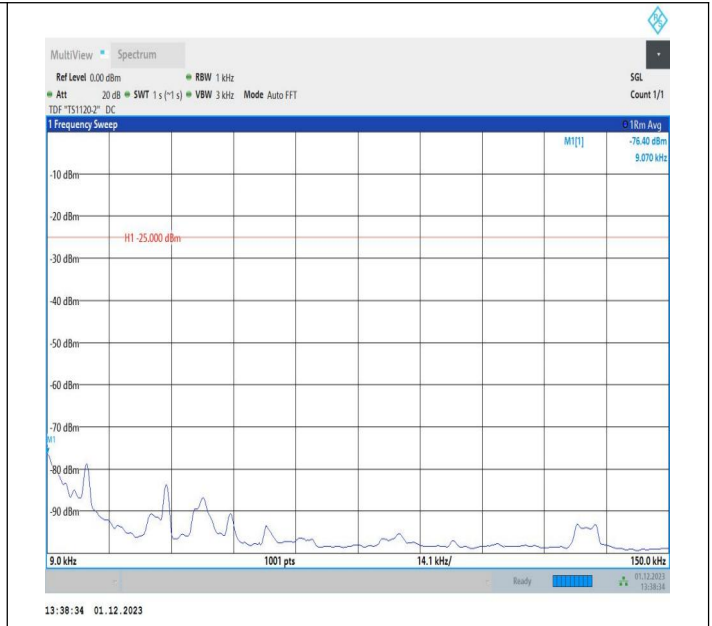 R&S
MultiView Spectrum
Ref Level 0.00 dBm RBW 1 kHz SGL
Att 20 dB SWT 1 s (~1 s) VBW 3 kHz Mode Auto FFT Count 1/1
TDF "TS1120-2" DC
1 Frequency Sweep 1Rm Avg
M1[1] -76.40 dBm
9.070 kHz
-10 dBm
-20 dBm
H1 -25.000 dBm
-30 dBm
-40 dBm
-50 dBm
-60 dBm
-70 dBm
M1
-80 dBm
-90 dBm
9.0 kHz 1001 pts 14.1 kHz/ 150.0 kHz
Ready 01.12.2023
13:38:34
13:38:34 01.12.2023